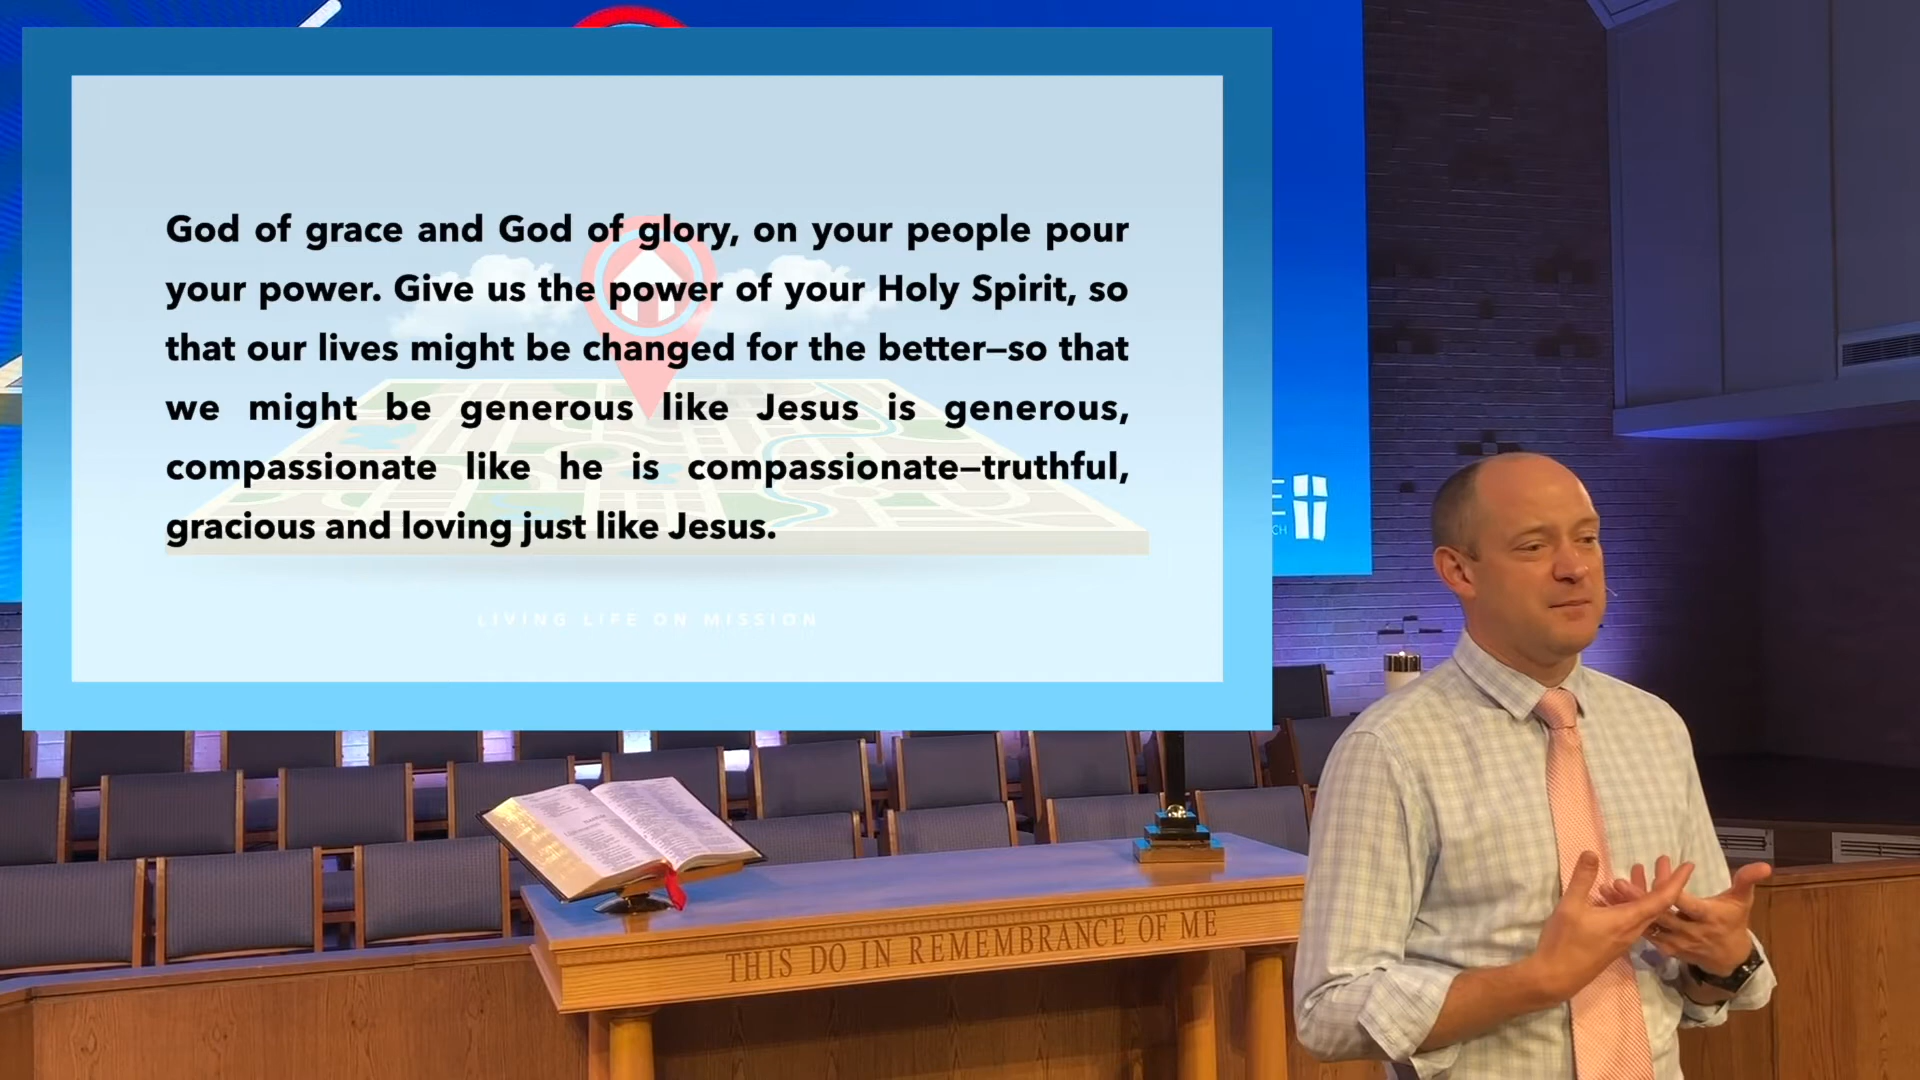 God of grace and God of glory, on your people pour
your power. Give us the power of your Holy Spirit, so
that our lives might be changed for the better—so that
we might be generous like Jesus is generous,
compassionate like he is compassionate—truthful,
gracious and loving just like Jesus.
LIVING LIFE ON MISSION
THIS DO IN REMEMBRANCE OF ME